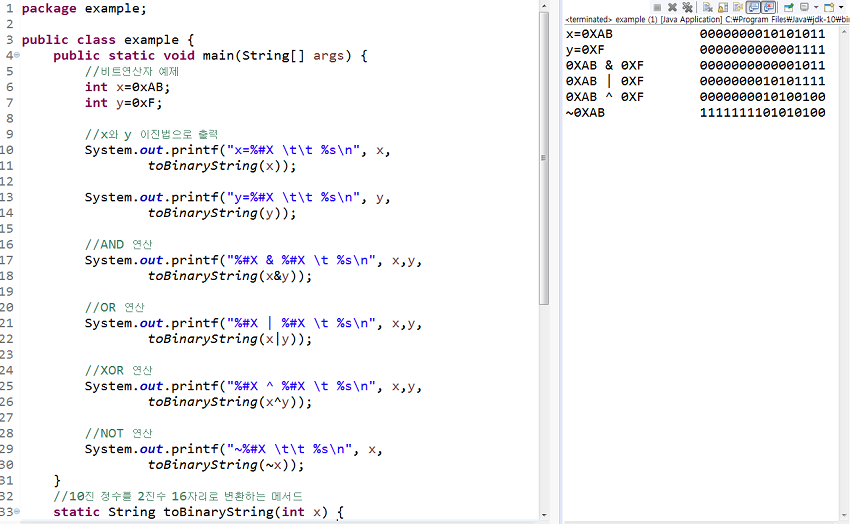 1 package example;
2
3 public class example {
4 public static void main(String[] args) {
5 //비트연산자 예제
6 int x=0xAB;
7 int y=0xF;
8
9 //x와 y 이진법으로 출력
10 System.out.printf("x=%#X \t\t %s\n", x,
11 toBinaryString(x));
12
13 System.out.printf("y=%#X \t\t %s\n", y,
14 toBinaryString(y));
15
16 //AND 연산
17 System.out.printf("%#X & %#X \t %s\n", x,y,
18 toBinaryString(x&y));
19
20 //OR 연산
21 System.out.printf("%#X | %#X \t %s\n", x,y,
22 toBinaryString(x|y));
23
24 //XOR 연산
25 System.out.printf("%#X ^ %#X \t %s\n", x,y,
26 toBinaryString(x^y));
27
28 //NOT 연산
29 System.out.printf("~%#X \t\t %s\n", x,
30 toBinaryString(~x));
31 }
32 //10진 정수를 2진수 16자리로 변환하는 메서드
33 static String toBinaryString(int x) {
<terminated> example (1) [Java Application] C:₩Program Files₩Java₩jdk-10₩bin
x=0XAB 0000000010101011
y=0XF 0000000000001111
0XAB & 0XF 0000000000001011
0XAB | 0XF 0000000010101111
0XAB ^ 0XF 0000000010100100
~0XAB 1111111101010100